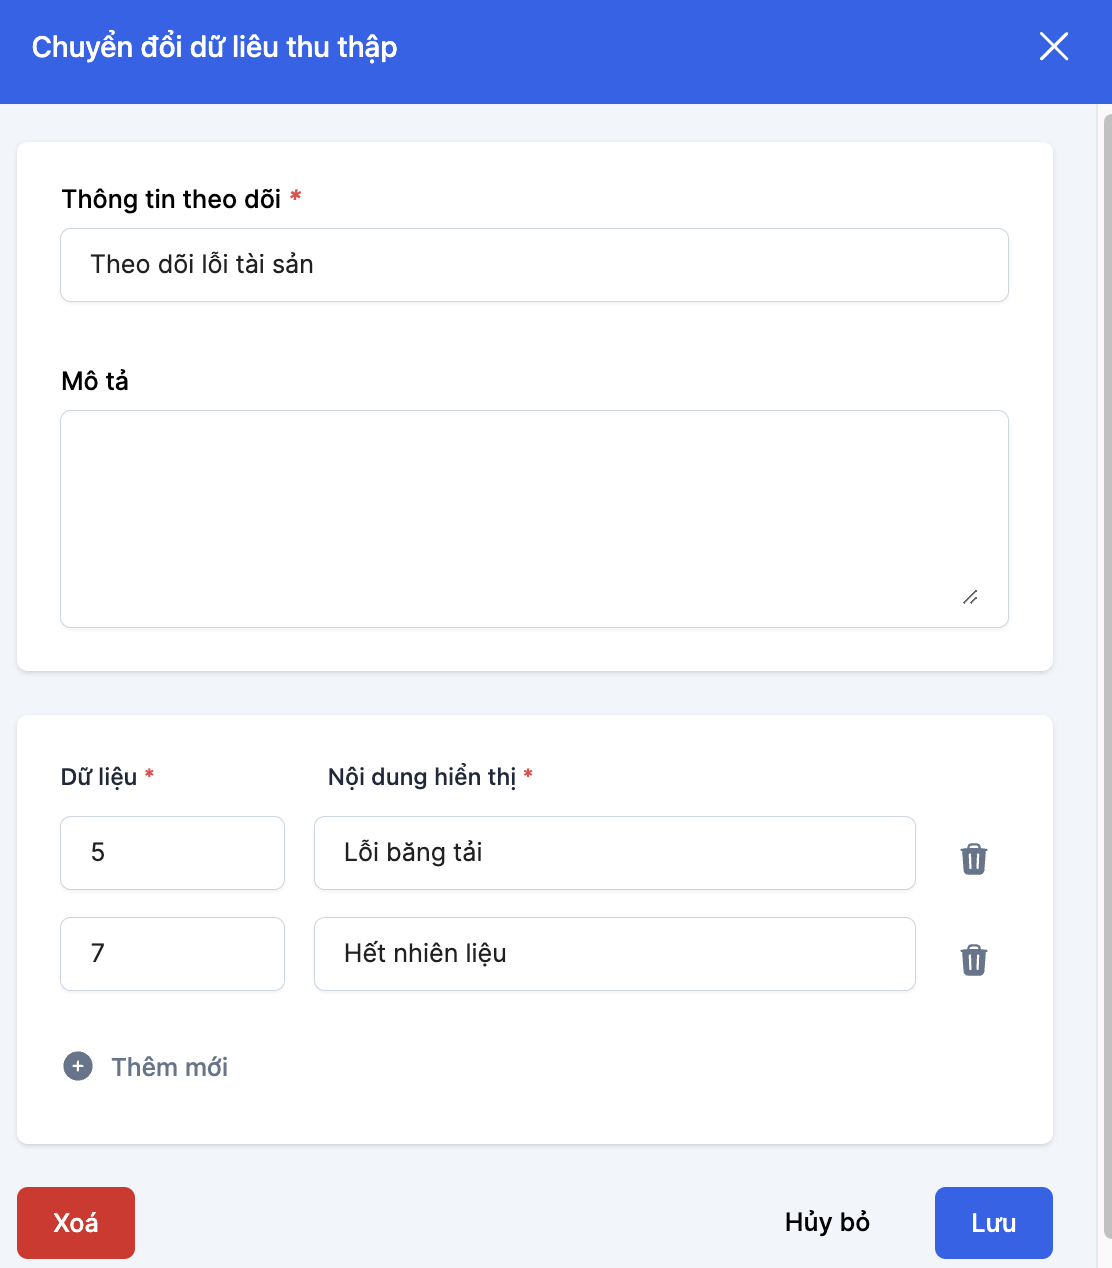 Chuyển đổi dữ liêu thu thập
Thông tin theo dõi *
Theo dõi lỗi tài sản
Mô tả
Dữ liệu * Nội dung hiển thị *
5 Lỗi băng tải
7 Hết nhiên liệu
Thêm mới
Xoá Hủy bỏ Lưu